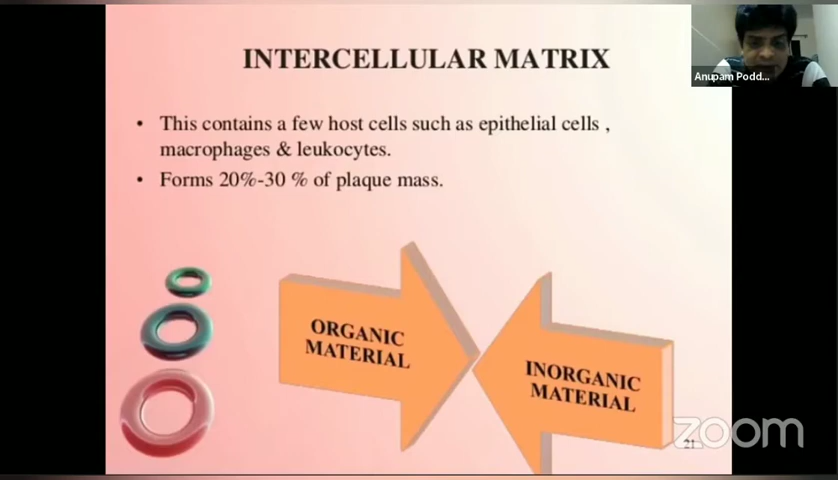 INTERCELLULAR MATRIX
Anupam Podd...
• This contains a few host cells such as epithelial cells ,
macrophages & leukocytes.
• Forms 20%-30 % of plaque mass.
ORGANIC
MATERIAL
INORGANIC
MATERIAL
zoom
21